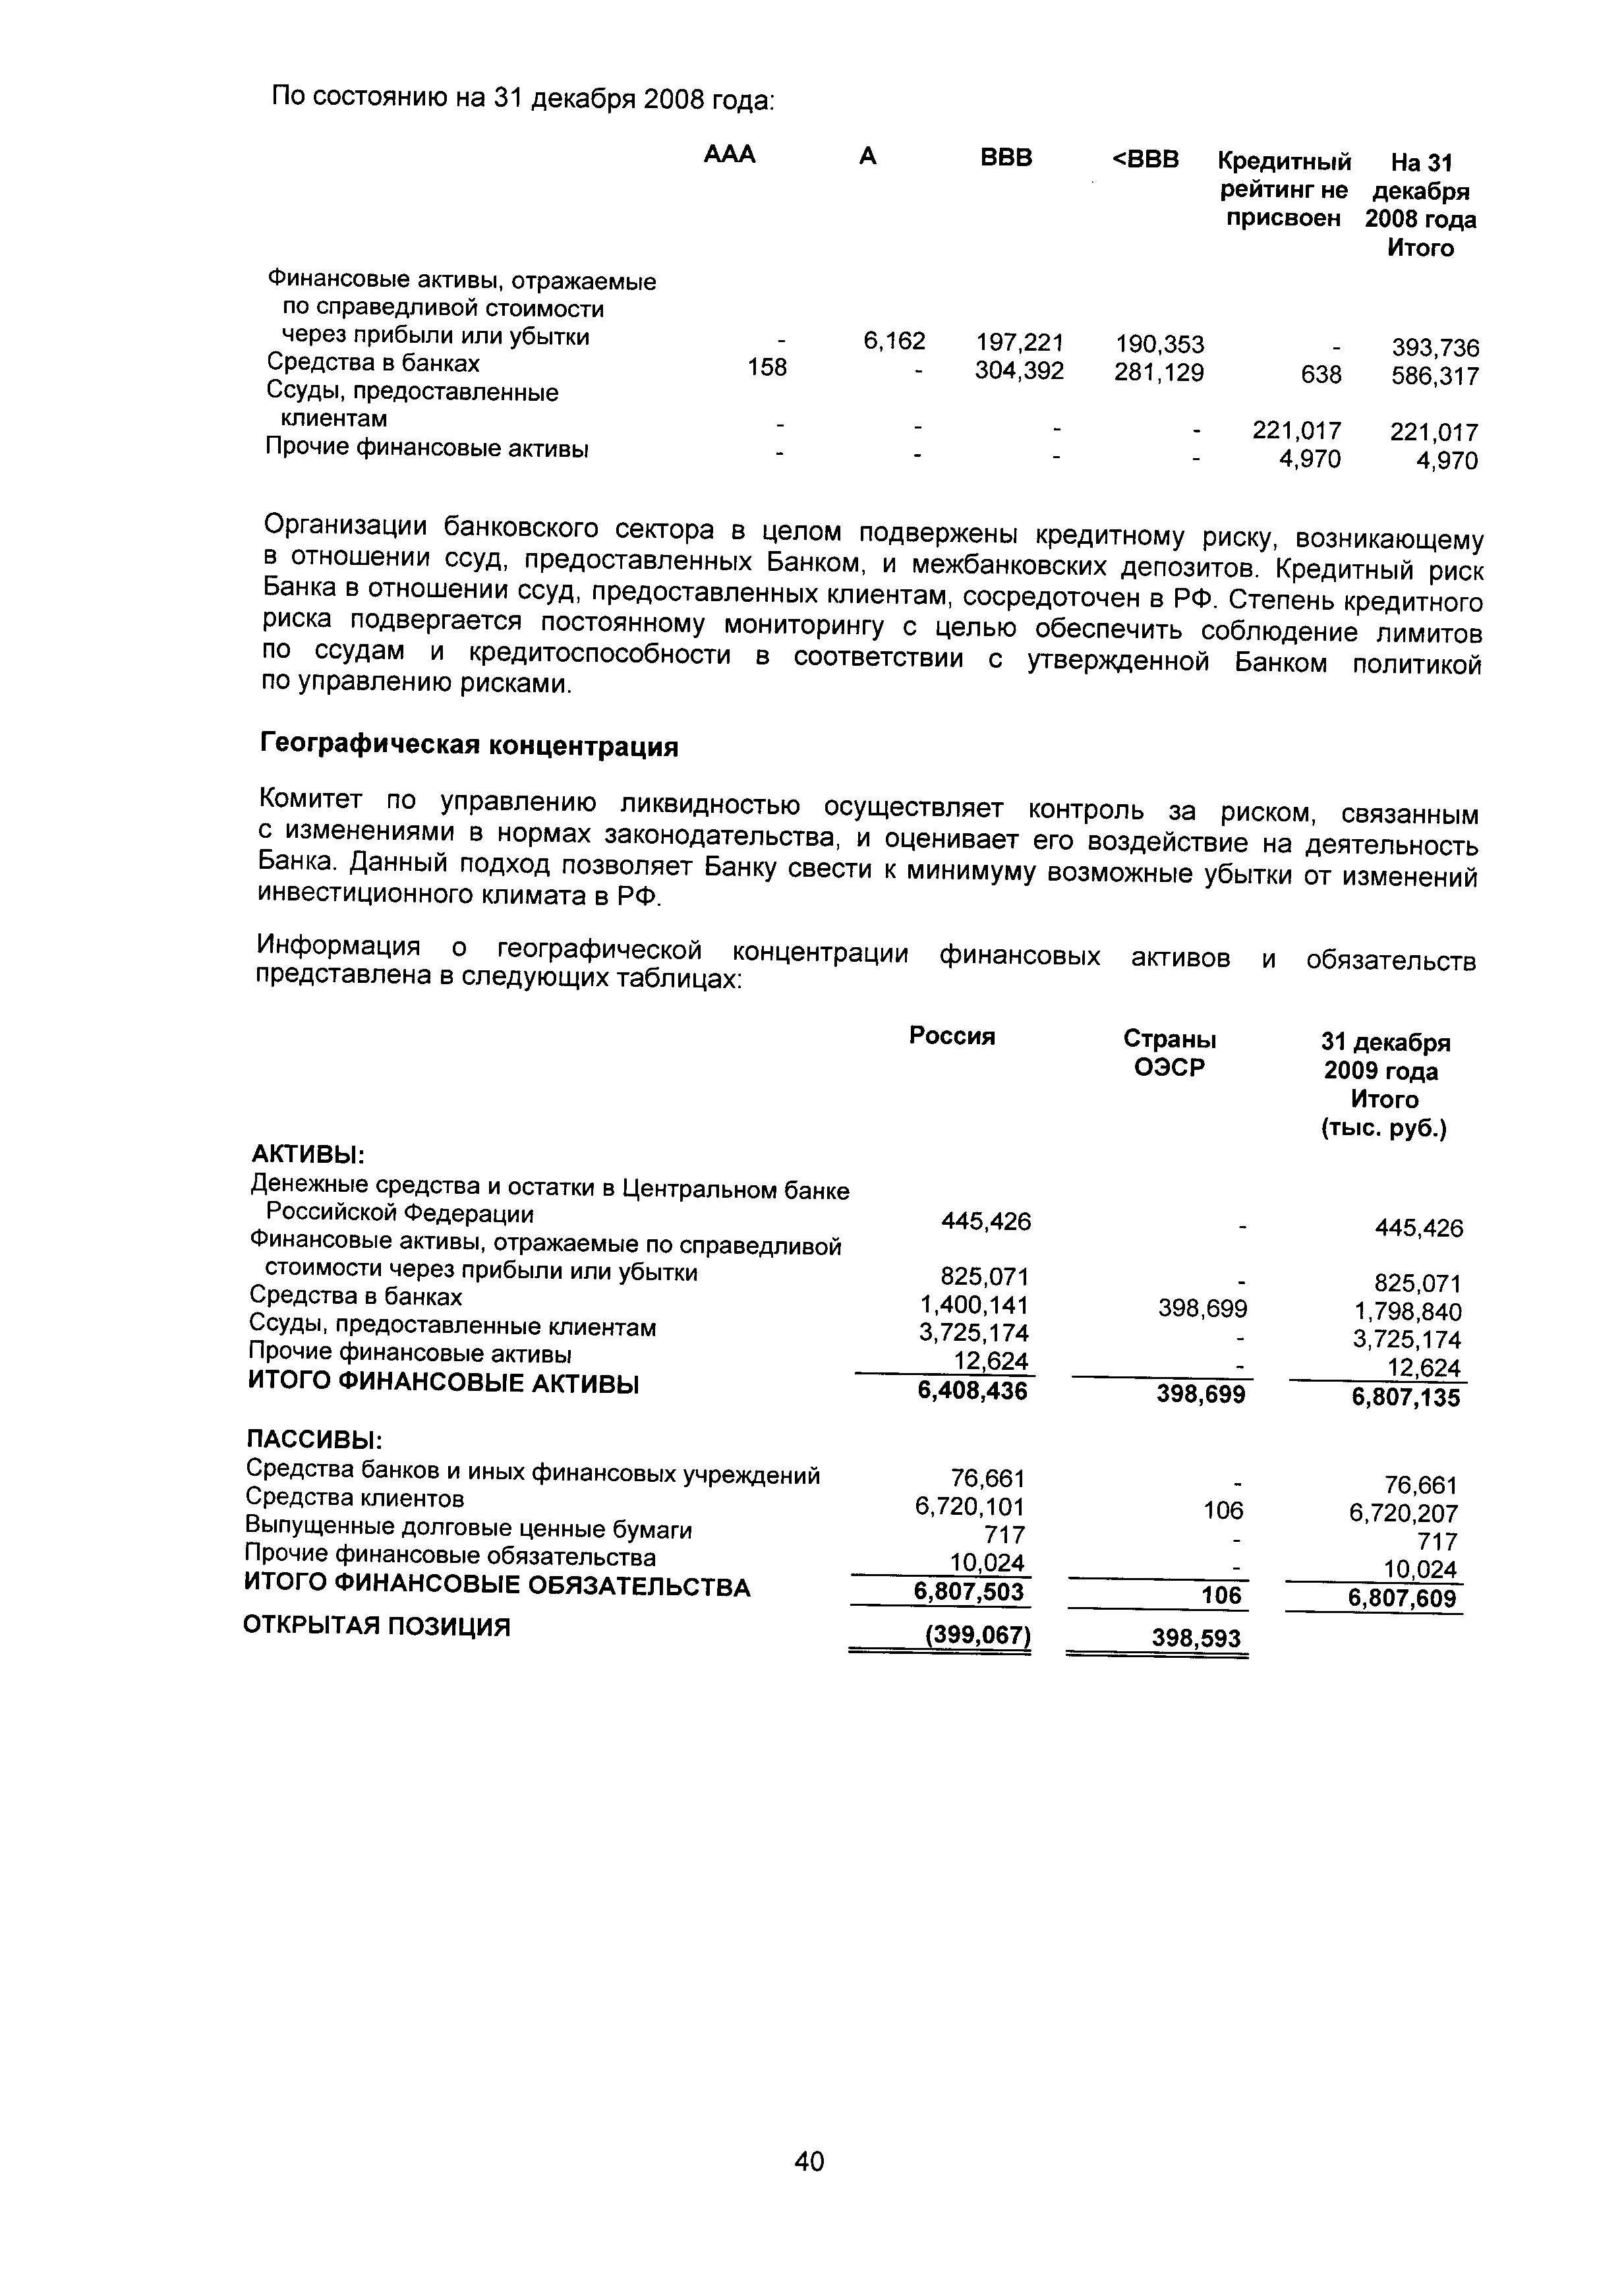 По состоянию на 31 декабря 2008 года:
AAA A BBB <BBB Кредитный На 31
рейтинг не декабря
присвоен 2008 года
Итого
Финансовые активы, отражаемые
по справедливой стоимости
через прибыли или убытки - 6,162 197,221 190,353 - 393,736
Средства в банках 158 - 304,392 281,129 638 586,317
Ссуды, предоставленные
клиентам - - - - 221,017 221,017
Прочие финансовые активы - - - - 4,970 4,970
Организации банковского сектора в целом подвержены кредитному риску, возникающему
в отношении ссуд, предоставленных Банком, и межбанковских депозитов. Кредитный риск
Банка в отношении ссуд, предоставленных клиентам, сосредоточен в РФ. Степень кредитного
риска подвергается постоянному мониторингу с целью обеспечить соблюдение лимитов
по ссудам и кредитоспособности в соответствии с утвержденной Банком политикой
по управлению рисками.
Географическая концентрация
Комитет по управлению ликвидностью осуществляет контроль за риском, связанным
с изменениями в нормах законодательства, и оценивает его воздействие на деятельность
Банка. Данный подход позволяет Банку свести к минимуму возможные убытки от изменений
инвестиционного климата в РФ.
Информация о географической концентрации финансовых активов и обязательств
представлена в следующих таблицах:
Россия Страны 31 декабря
ОЭСР 2009 года
Итого
(тыс. руб.)
АКТИВЫ:
Денежные средства и остатки в Центральном банке
Российской Федерации 445,426 - 445,426
Финансовые активы, отражаемые по справедливой
стоимости через прибыли или убытки 825,071 - 825,071
Средства в банках 1,400,141 398,699 1,798,840
Ссуды, предоставленные клиентам 3,725,174 - 3,725,174
Прочие финансовые активы 12,624 - 12,624
ИТОГО ФИНАНСОВЫЕ АКТИВЫ 6,408,436 398,699 6,807,135
ПАССИВЫ:
Средства банков и иных финансовых учреждений 76,661 - 76,661
Средства клиентов 6,720,101 106 6,720,207
Выпущенные долговые ценные бумаги 717 - 717
Прочие финансовые обязательства 10,024 - 10,024
ИТОГО ФИНАНСОВЫЕ ОБЯЗАТЕЛЬСТВА 6,807,503 106 6,807,609
ОТКРЫТАЯ ПОЗИЦИЯ (399,067) 398,593
40